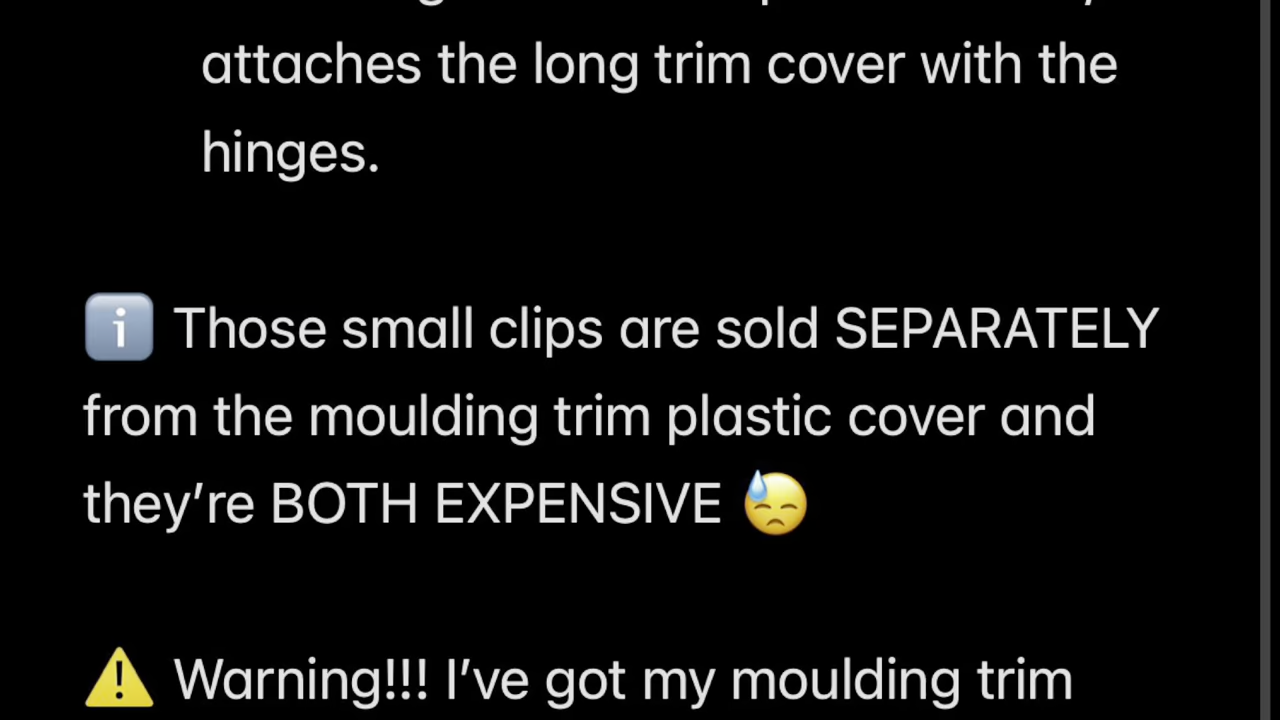 attaches the long trim cover with the
hinges.
ℹ️ Those small clips are sold SEPARATELY
from the moulding trim plastic cover and
they’re BOTH EXPENSIVE 😓
⚠️ Warning!!! I’ve got my moulding trim